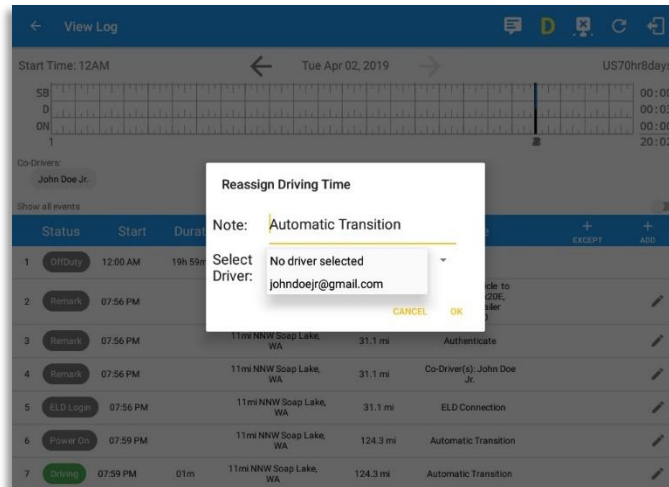 View Log
D
Start Time: 12AM
Tue Apr 02, 2019
US70hr8days
SB
D
ON
1
00:0
00:03
00:00
20:02
Co-Drivers:
John Doe Jr.
Show all events
Reassign Driving Time
Note: Automatic Transition
Select Driver:
No driver selected
johndoejr@gmail.com
CANCEL OK
Status Start Durat e + EXCEPT + ADD
1 OffDuty 12:00 AM 19h 59m
2 Remark 07:56 PM
cle to
20E,
ailer
3 Remark 07:56 PM 11mi NNW Soap Lake, WA 31.1 mi Authenticate
4 Remark 07:56 PM 11mi NNW Soap Lake, WA 31.1 mi Co-Driver(s): John Doe Jr.
5 ELD Login 07:56 PM 11mi NNW Soap Lake, WA 31.1 mi ELD Connection
6 Power On 07:59 PM 11mi NNW Soap Lake, WA 124.3 mi Automatic Transition
7 Driving 07:59 PM 01m 11mi NNW Soap Lake, WA 124.3 mi Automatic Transition